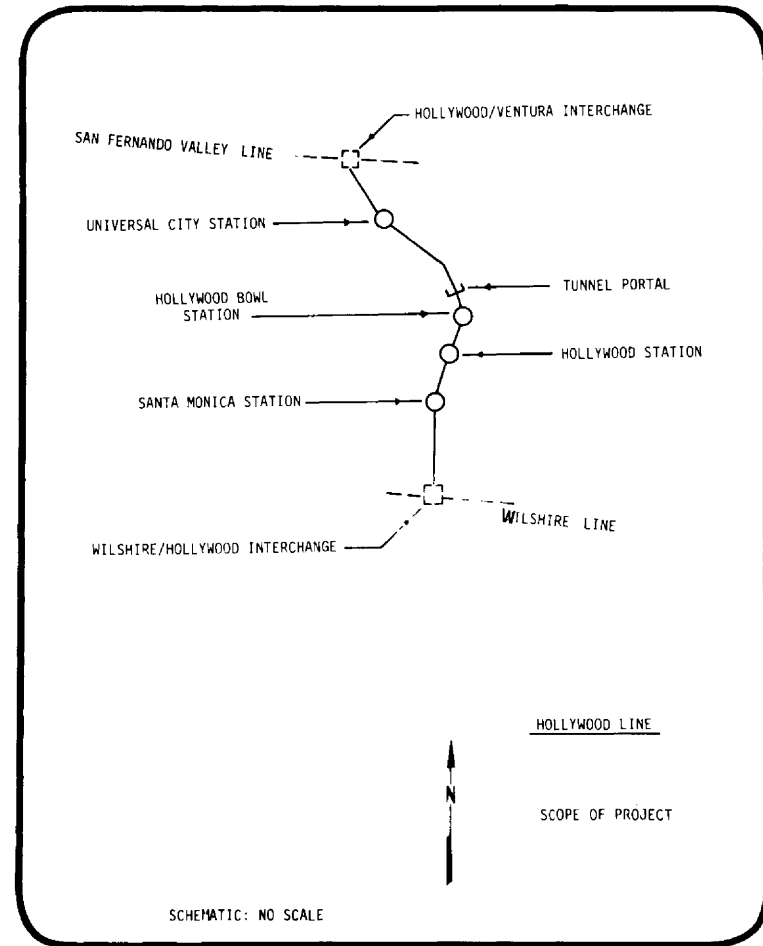 HOLLYWOOD/VENTURA INTERCHANGE
SAN FERNANDO VALLEY LINE
UNIVERSAL CITY STATION
TUNNEL PORTAL
HOLLYWOOD BOWL
STATION
HOLLYWOOD STATION
SANTA MONICA STATION
WILSHIRE LINE
WILSHIRE/HOLLYWOOD INTERCHANGE
HOLLYWOOD LINE
N
SCOPE OF PROJECT
SCHEMATIC: NO SCALE